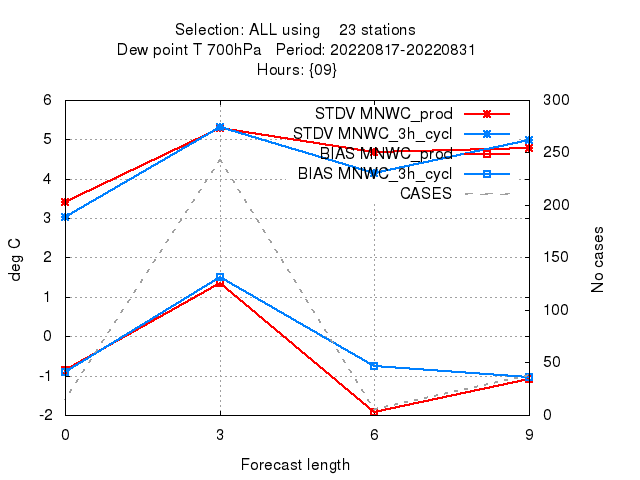 Selection: ALL using 23 stations
Dew point T 700hPa Period: 20220817-20220831
Hours: {09}
STDV MNWC_prod
STDV MNWC_3h_cycl
BIAS MNWC_prod
BIAS MNWC_3h_cycl
CASES
6
5
4
3
2
1
0
-1
-2
deg C
300
250
200
150
100
50
0
No cases
0
3
6
9
Forecast length